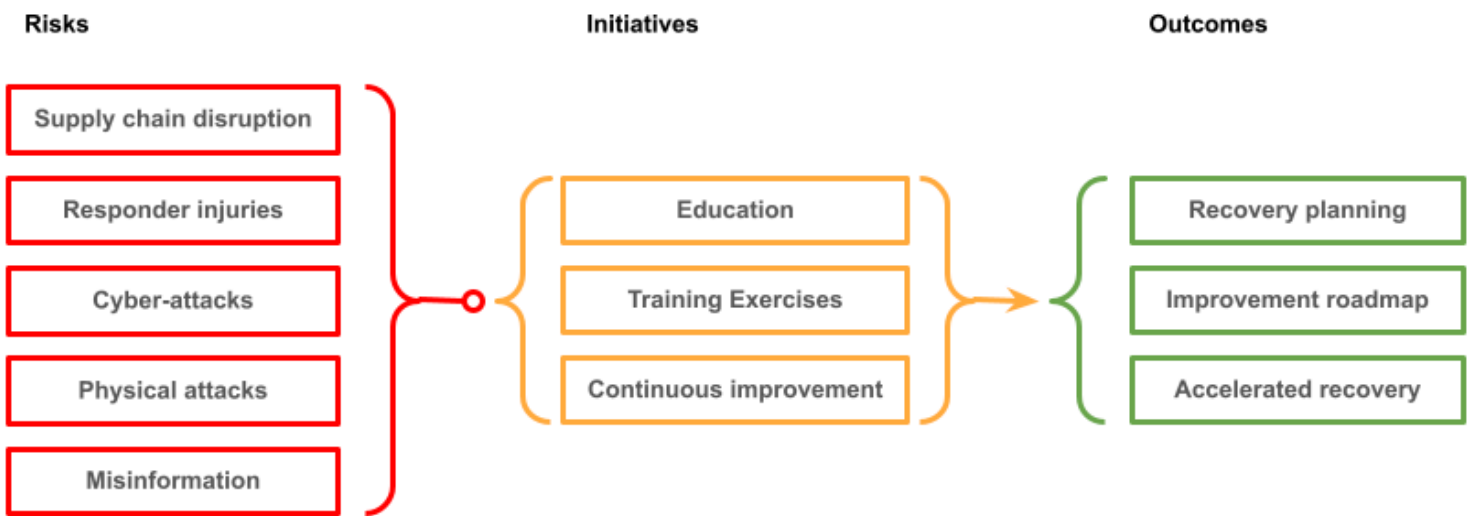 Risks
Initiatives
Outcomes
Supply chain disruption
Responder injuries
Cyber-attacks
Physical attacks
Misinformation
Education
Training Exercises
Continuous improvement
Recovery planning
Improvement roadmap
Accelerated recovery